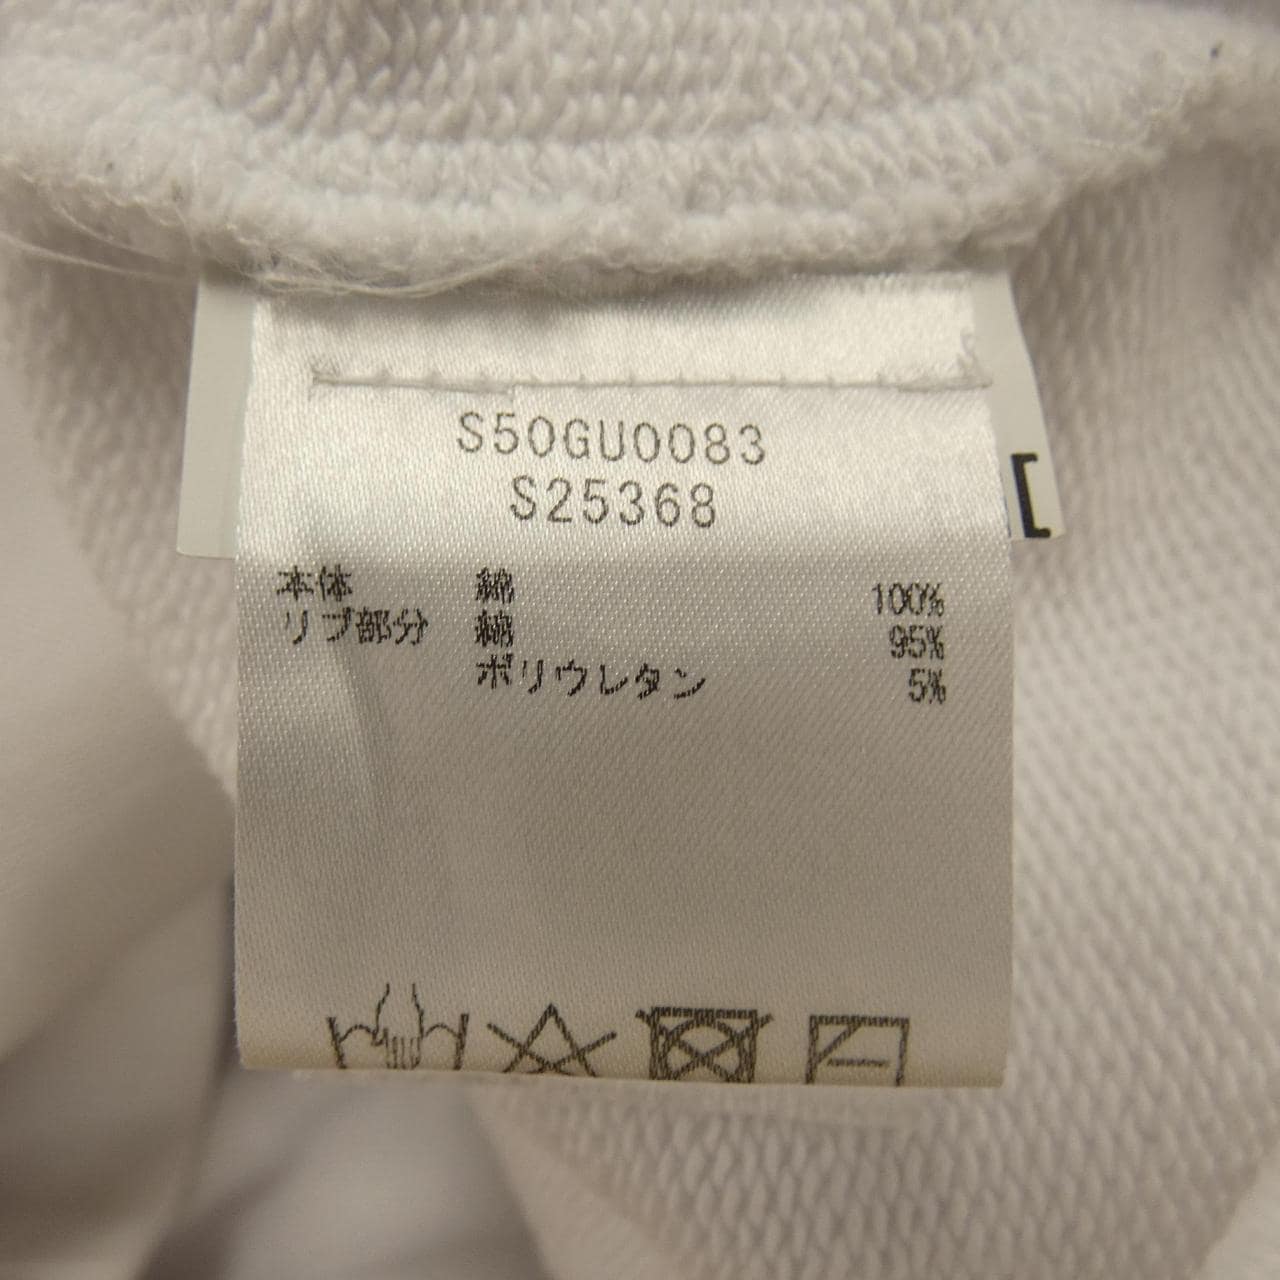 S50GU0083
S25368
本体 綿 100%
リブ部分 綿 95%
ポリウレタン 5%